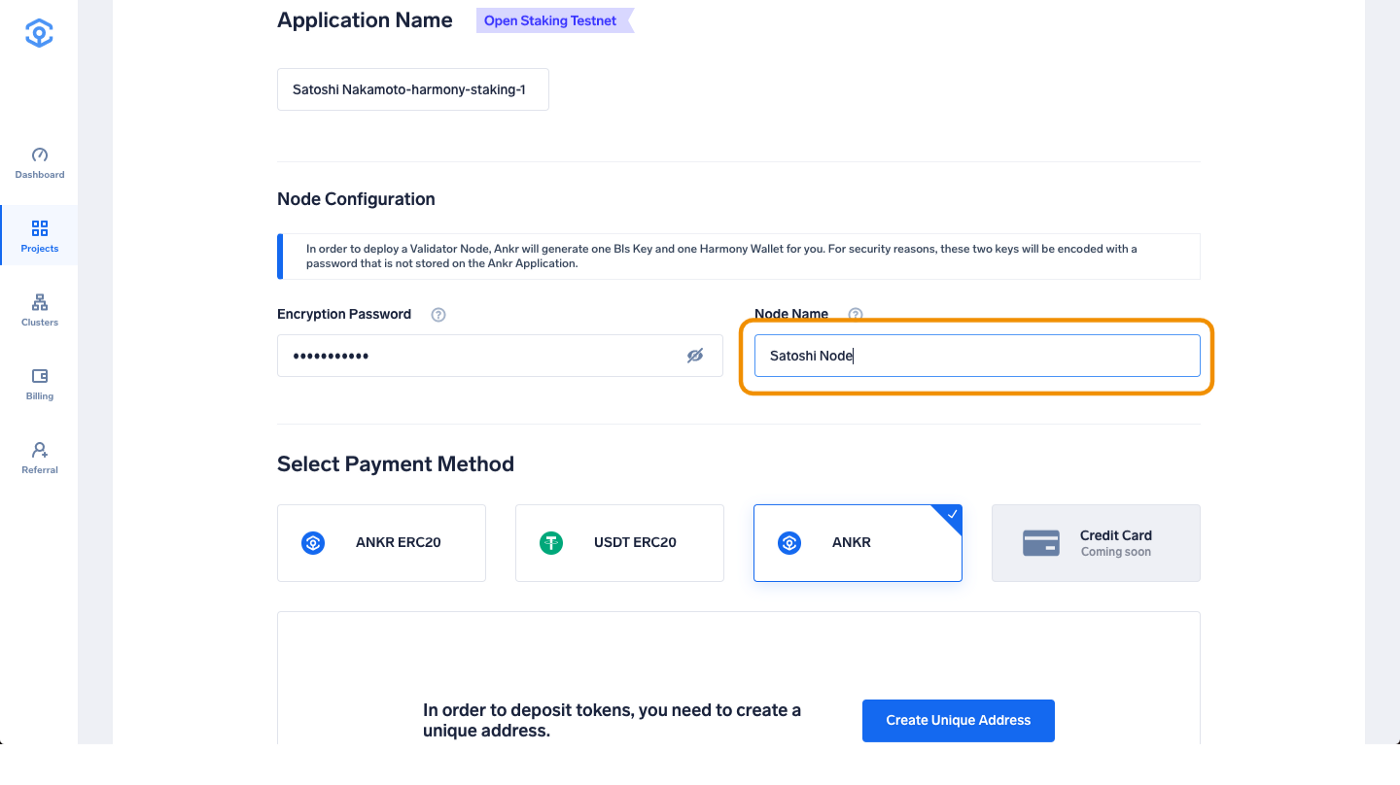 Application Name
Open Staking Testnet
Satoshi Nakamoto-harmony-staking-1
Dashboard
Projects
Clusters
Billing
Referral
Node Configuration
In order to deploy a Validator Node, Ankr will generate one Bls Key and one Harmony Wallet for you. For security reasons, these two keys will be encoded with a
password that is not stored on the Ankr Application.
Encryption Password ?
•••••••••••
Node Name ?
Satoshi Node
Select Payment Method
ANKR ERC20
USDT ERC20
ANKR
Credit Card
Coming soon
In order to deposit tokens, you need to create a
unique address.
Create Unique Address